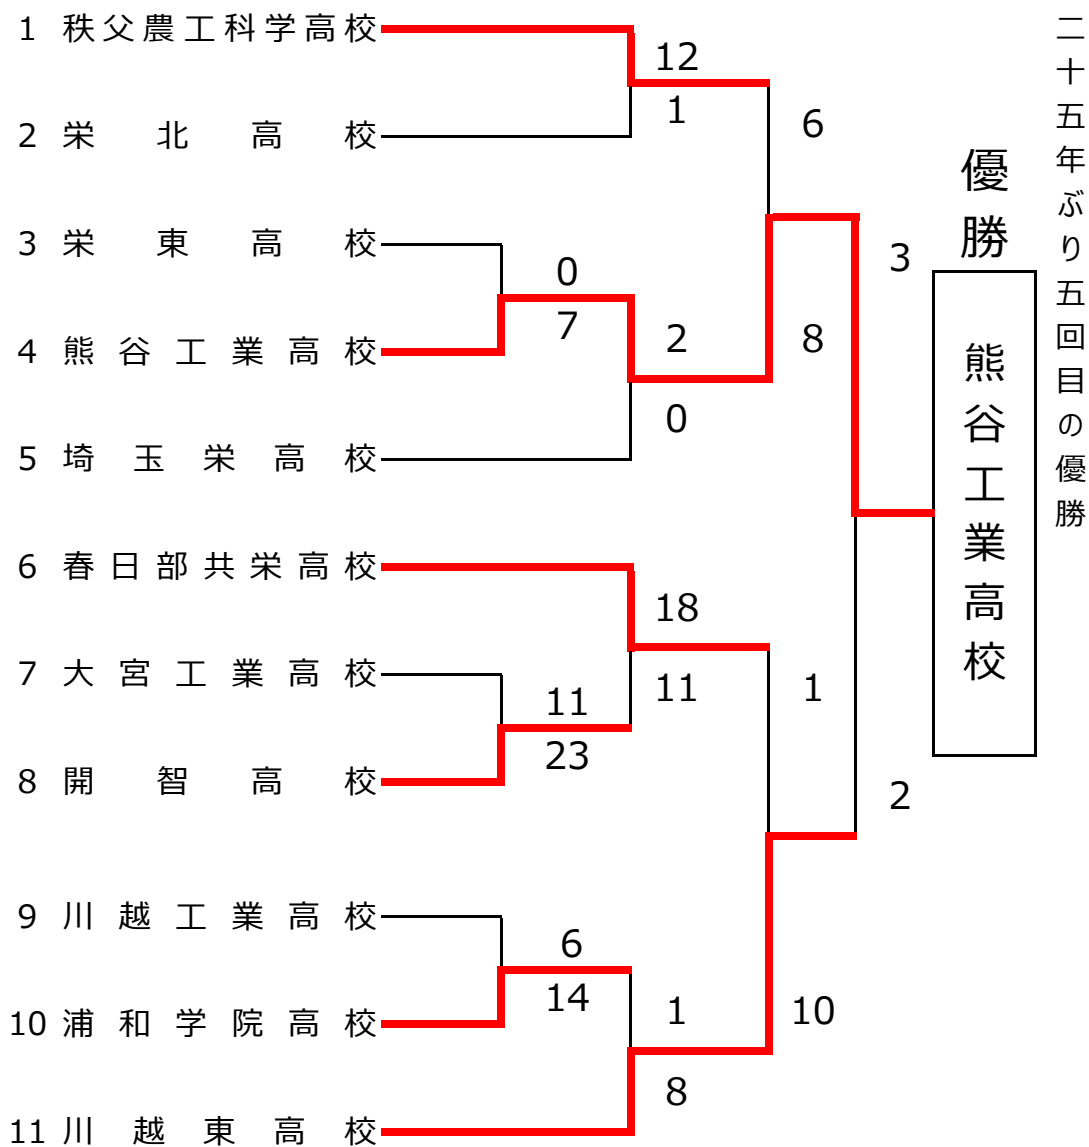 1 秩父農工科学高校
2 栄北高校
3 栄東高校
4 熊谷工業高校
5 埼玉栄高校
6 春日部共栄高校
7 大宮工業高校
8 開智高校
9 川越工業高校
10 浦和学院高校
11 川越東高校
0
7
11
23
6
14
12
1
2
0
18
11
1
8
6
8
1
10
3
2
優勝
熊谷工業高校
二十五年ぶり五回目の優勝